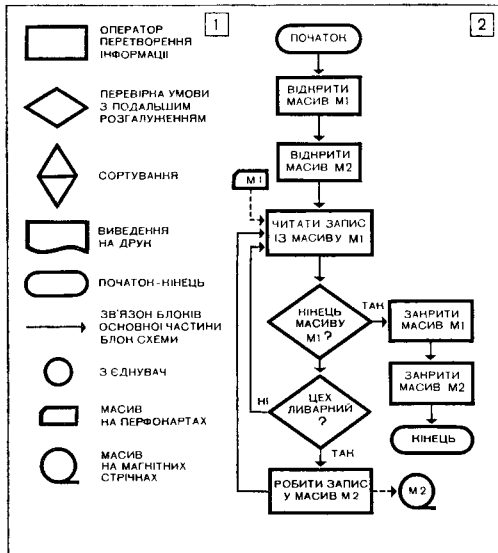 1
ОПЕРАТОР
ПЕРЕТВОРЕННЯ
ІНФОРМАЦІЇ
ПЕРЕВІРКА УМОВИ
З ПОДАЛЬШИМ
РОЗГАЛУЖЕННЯМ
СОРТУВАННЯ
ВИВЕДЕННЯ
НА ДРУК
ПОЧАТОК-КІНЕЦЬ
ЗВ'ЯЗОК БЛОКІВ
ОСНОВНОЇ ЧАСТИНИ
БЛОК СХЕМИ
З ЄДНУВАЧ
МАСИВ
НА ПЕРФОКАРТАХ
МАСИВ
НА МАГНІТНИХ
СТРІЧКАХ
2
ПОЧАТОК
ВІДКРИТИ
МАСИВ М1
ВІДКРИТИ
МАСИВ М2
М1
ЧИТАТИ ЗАПИС
ІЗ МАСИВУ М1
КІНЕЦЬ
МАСИВУ
М1?
ТАК
ЗАКРИТИ
МАСИВ М1
ЗАКРИТИ
МАСИВ М2
КІНЕЦЬ
НІ
ЦЕХ
ЛИВАРНИЙ
?
ТАК
РОБИТИ ЗАПИС
У МАСИВ М2
М2